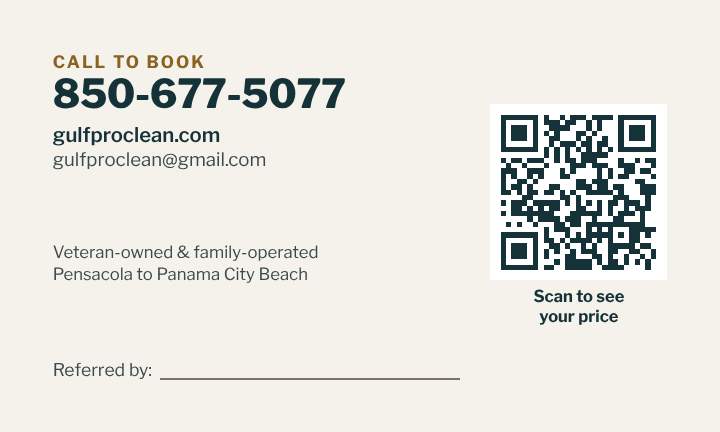 CALL TO BOOK
850-677-5077
gulfproclean.com
gulfproclean@gmail.com
Veteran-owned & family-operated
Pensacola to Panama City Beach
Scan to see
your price
Referred by: